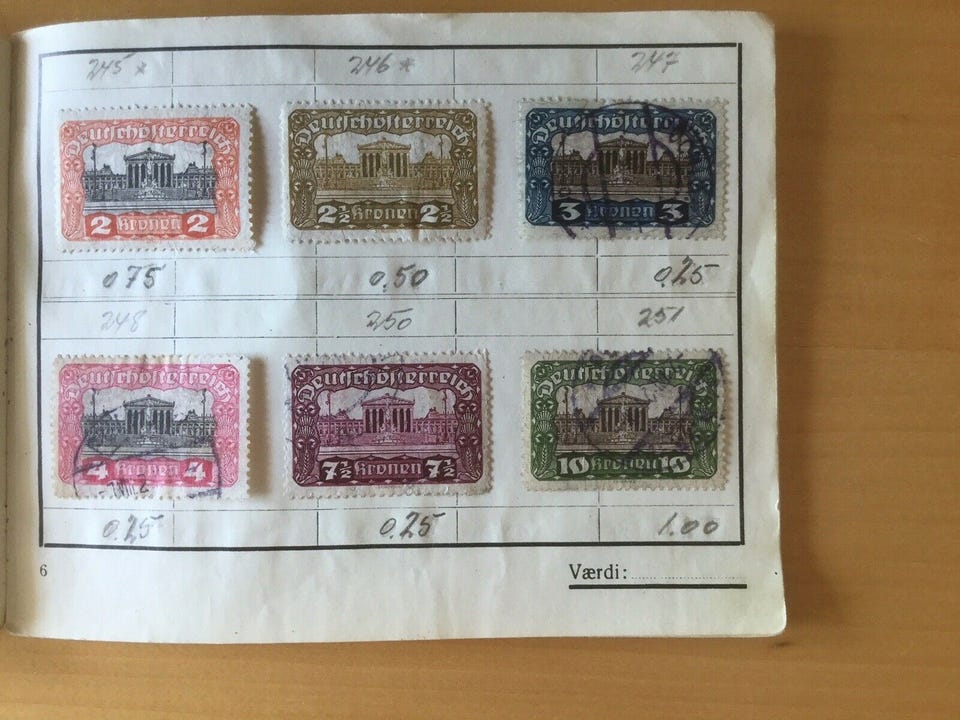 245* 246* 247
Deutschösterreich Deutschösterreich Deutschösterreich
2 2 2½ Kronen 2½ 3 Kronen 3
Kronen
0,75 0,50 0,25
248 250 251
Deutschösterreich Deutschösterreich Deutschösterreich
4 Kronen 4 7½ Kronen 7½ 10 Kronen 10
0.25 0.25 1.00
6 Værdi: